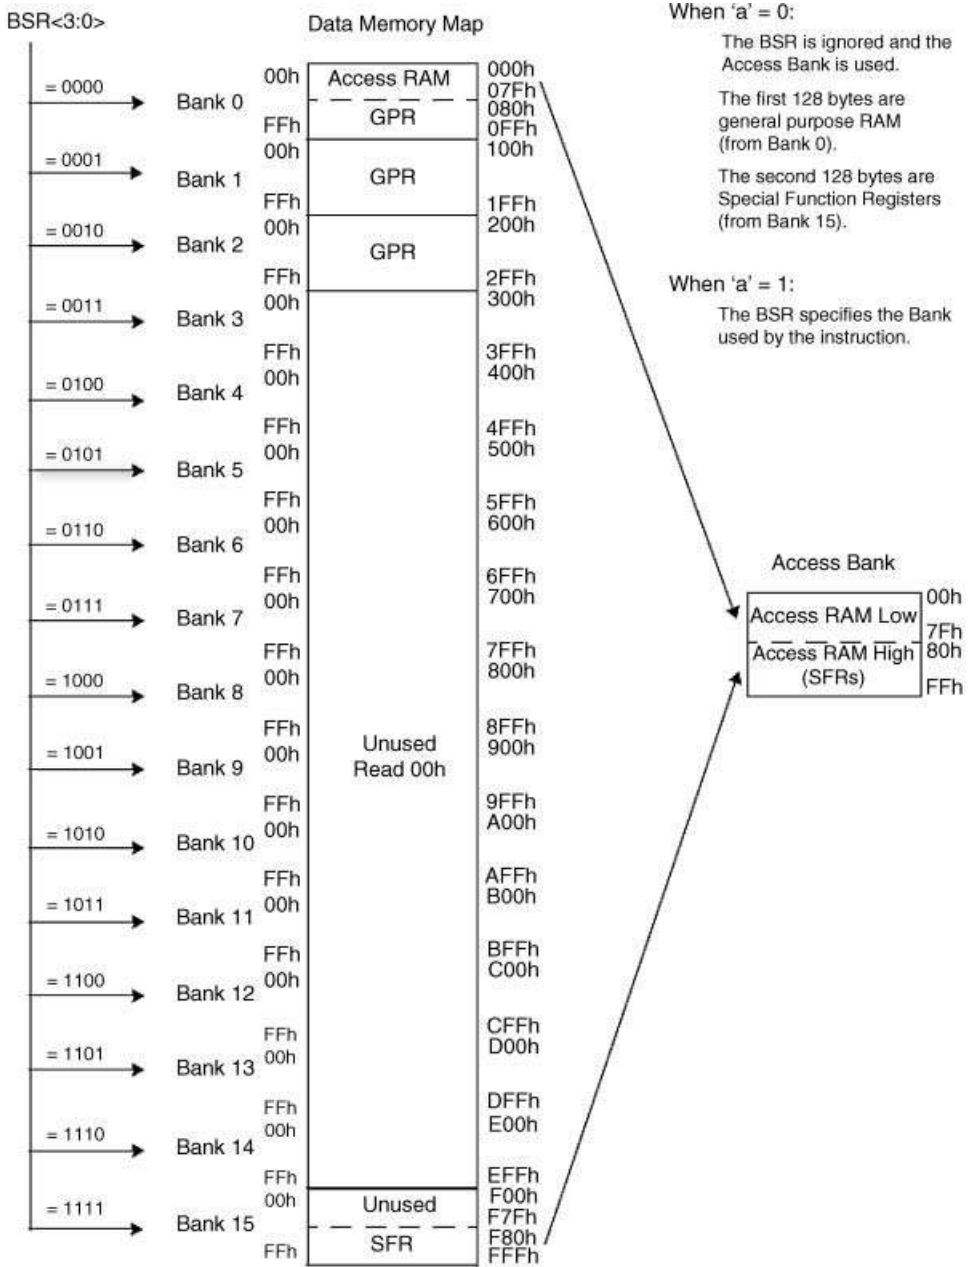 BSR<3:0>
Data Memory Map
When ‘a’ = 0:
The BSR is ignored and the
Access Bank is used.
The first 128 bytes are
general purpose RAM
(from Bank 0).
The second 128 bytes are
Special Function Registers
(from Bank 15).
When ‘a’ = 1:
The BSR specifies the Bank
used by the instruction.
= 0000
Bank 0
00h
FFh
Access RAM
GPR
000h
07Fh
080h
0FFh
= 0001
Bank 1
00h
FFh
GPR
100h
1FFh
= 0010
Bank 2
00h
FFh
GPR
200h
2FFh
= 0011
Bank 3
00h
FFh
300h
3FFh
= 0100
Bank 4
00h
FFh
400h
4FFh
= 0101
Bank 5
00h
FFh
500h
5FFh
= 0110
Bank 6
00h
FFh
600h
6FFh
= 0111
Bank 7
00h
FFh
700h
7FFh
= 1000
Bank 8
00h
FFh
800h
8FFh
= 1001
Bank 9
00h
FFh
Unused
Read 00h
900h
9FFh
= 1010
Bank 10
00h
FFh
A00h
AFFh
= 1011
Bank 11
00h
FFh
B00h
BFFh
= 1100
Bank 12
00h
FFh
C00h
CFFh
= 1101
Bank 13
00h
FFh
D00h
DFFh
= 1110
Bank 14
00h
FFh
E00h
EFFh
= 1111
Bank 15
00h
FFh
Unused
SFR
F00h
F7Fh
F80h
FFFh
Access Bank
Access RAM Low
Access RAM High
(SFRs)
00h
7Fh
80h
FFh